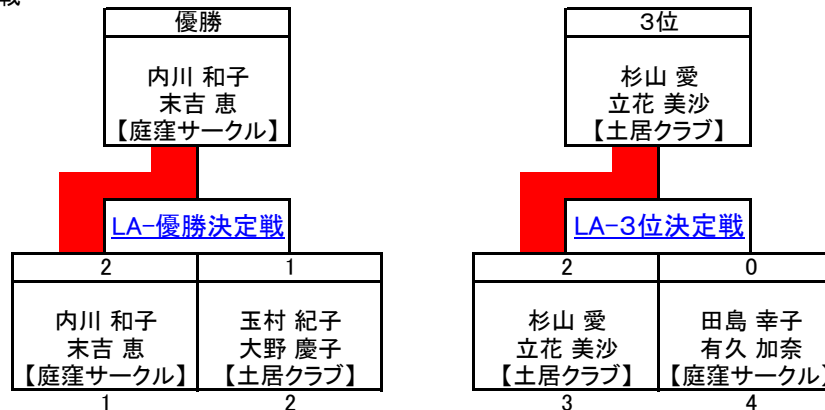 戦
優勝
内川 和子
末吉 恵
【庭窪サークル】
3位
杉山 愛
立花 美沙
【土居クラブ】
LA-優勝決定戦
LA-3位決定戦
2 1
2 0
内川 和子
末吉 恵
【庭窪サークル】
玉村 紀子
大野 慶子
【土居クラブ】
杉山 愛
立花 美沙
【土居クラブ】
田島 幸子
有久 加奈
【庭窪サークル】
1 2
3 4